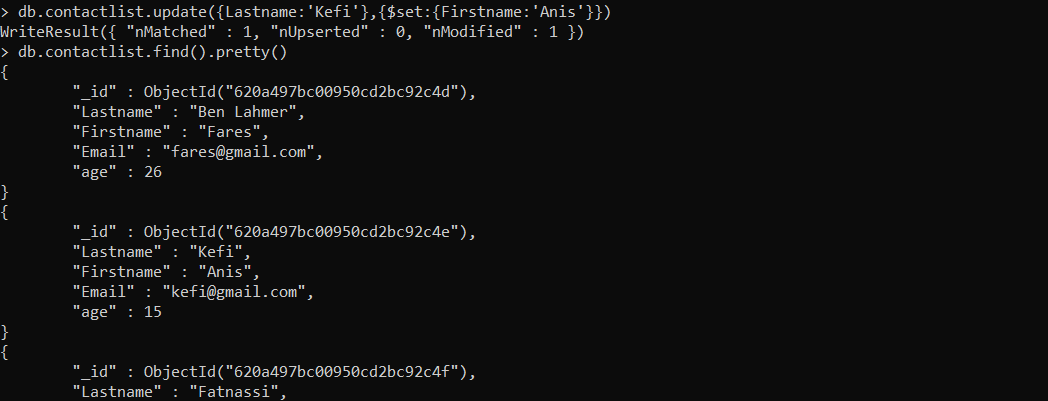 > db.contactlist.update({Lastname:'Kefi'},{$set:{Firstname:'Anis'}})
WriteResult({ "nMatched" : 1, "nUpserted" : 0, "nModified" : 1 })
> db.contactlist.find().pretty()
{
        "_id" : ObjectId("620a497bc00950cd2bc92c4d"),
        "Lastname" : "Ben Lahmer",
        "Firstname" : "Fares",
        "Email" : "fares@gmail.com",
        "age" : 26
}
{
        "_id" : ObjectId("620a497bc00950cd2bc92c4e"),
        "Lastname" : "Kefi",
        "Firstname" : "Anis",
        "Email" : "kefi@gmail.com",
        "age" : 15
}
{
        "_id" : ObjectId("620a497bc00950cd2bc92c4f"),
        "Lastname" : "Fatnassi",